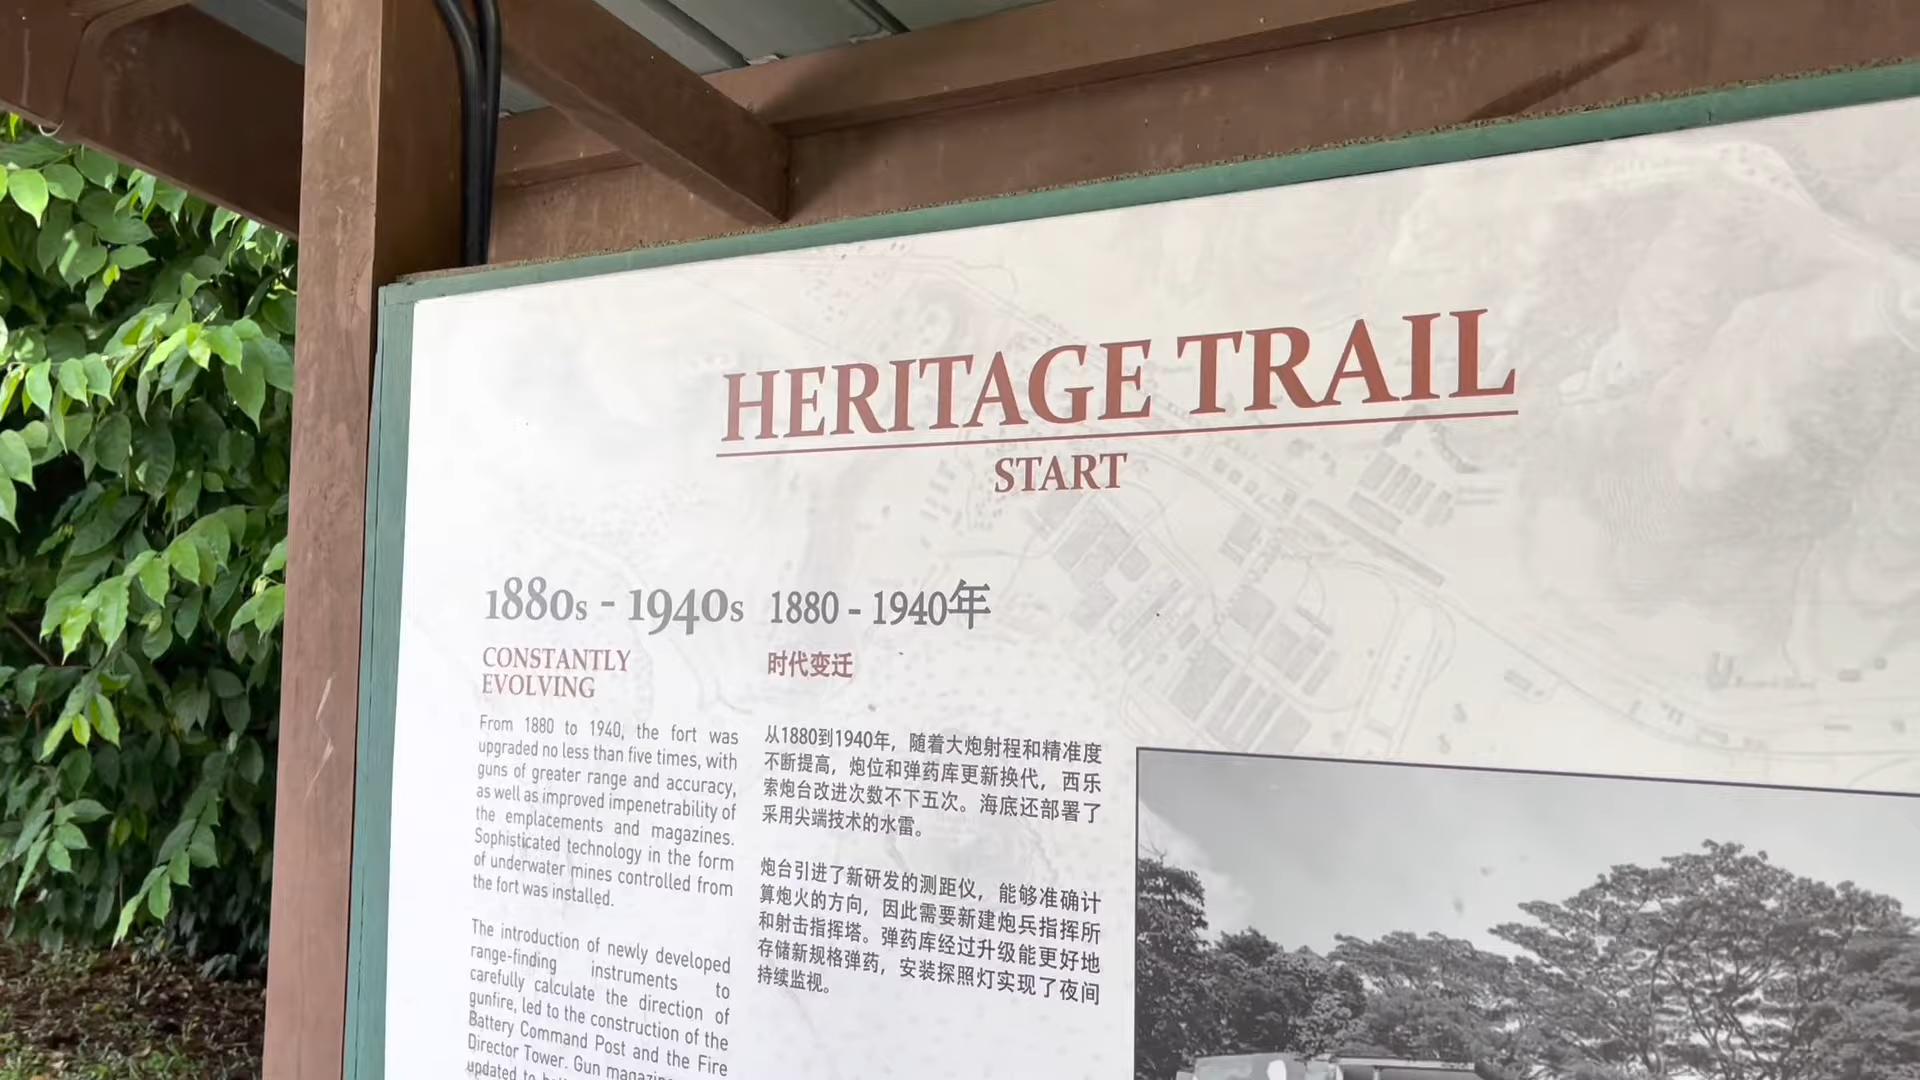 HERITAGE TRAIL
START
1880s - 1940s
CONSTANTLY
EVOLVING
From 1880 to 1940, the fort was
upgraded no less than five times, with
guns of greater range and accuracy,
as well as improved impenetrability of
the emplacements and magazines.
Sophisticated technology in the form
of underwater mines controlled from
the fort was installed.
The introduction of newly developed
range-finding instruments to
carefully calculate the direction of
gunfire, led to the construction of the
Battery Command Post and the Fire
Director Tower. Gun
updated to
1880 - 1940年
时代变迁
从1880到1940年，随着大炮射程和精准度
不断提高，炮位和弹药库更新换代，西乐
索炮台改进次数不下五次。海底还部署了
采用尖端技术的水雷。
炮台引进了新研发的测距仪，能够准确计
算炮火的方向，因此需要新建炮兵指挥所
和射击指挥塔。弹药库经过升级能更好地
存储新规格弹药，安装探照灯实现了夜间
持续监视。